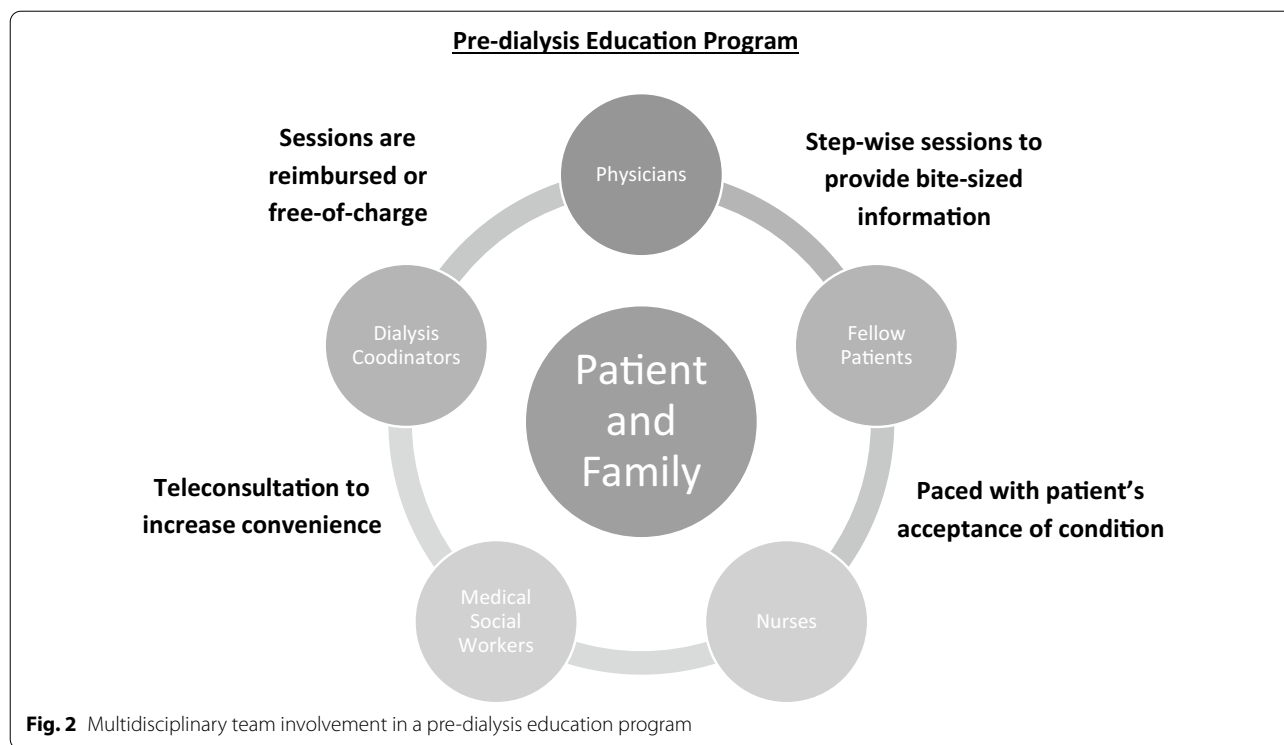 Pre-dialysis Education Program
Sessions are
reimbursed or
free-of-charge
Physicians
Step-wise sessions to
provide bite-sized
information
Dialysis
Coodinators
Patient
and
Family
Fellow
Patients
Teleconsultation to
increase convenience
Paced with patient's
acceptance of condition
Medical
Social
Workers
Nurses
Fig. 2 Multidisciplinary team involvement in a pre-dialysis education program